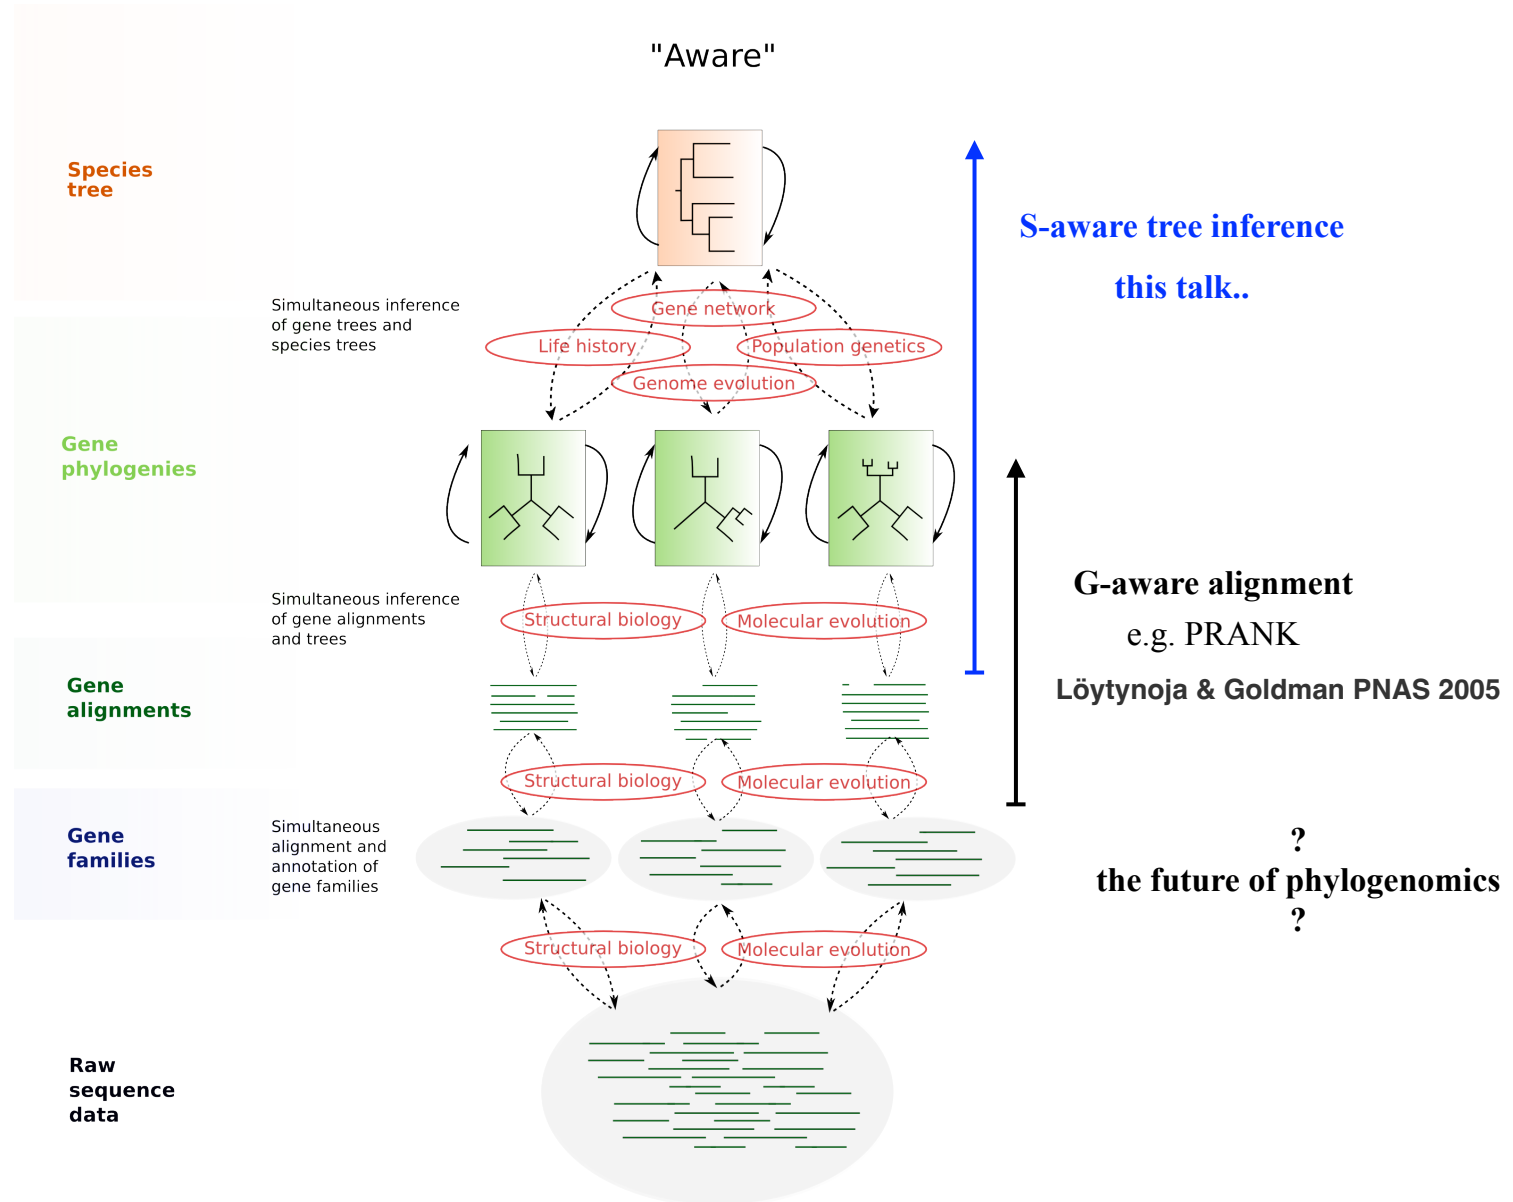 "Aware"
Species
tree
S-aware tree inference
this talk..
Simultaneous inference
of gene trees and
species trees
Gene network
Life history
Population genetics
Genome evolution
Gene
phylogenies
G-aware alignment
e.g. PRANK
Löytynoja & Goldman PNAS 2005
Simultaneous inference
of gene alignments
and trees
Structural biology
Molecular evolution
Gene
alignments
Structural biology
Molecular evolution
Gene
families
Simultaneous
alignment and
annotation of
gene families
?
the future of phylogenomics
?
Structural biology
Molecular evolution
Raw
sequence
data